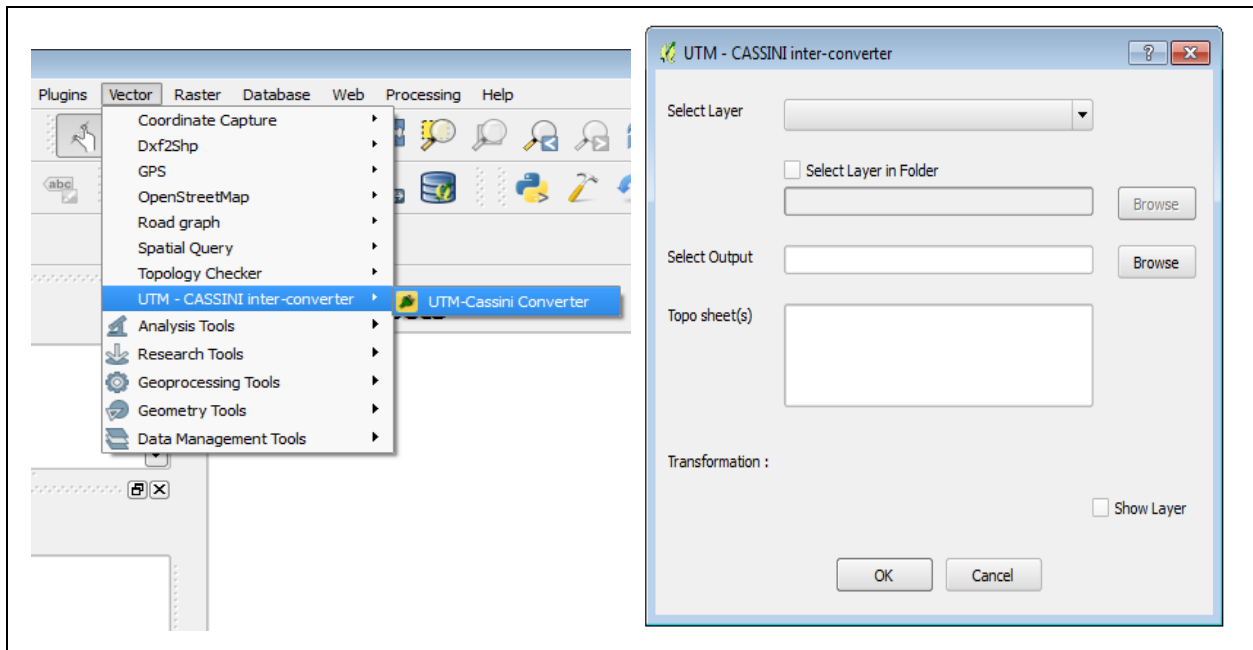 Plugins Vector Raster Database Web Processing Help
Coordinate Capture
Dxf2Shp
GPS
abc
OpenStreetMap
Road graph
Spatial Query
Topology Checker
UTM - CASSINI inter-converter
UTM-Cassini Converter
Analysis Tools
Research Tools
Geoprocessing Tools
Geometry Tools
Data Management Tools
UTM - CASSINI inter-converter
Select Layer
Select Layer in Folder
Browse
Select Output
Browse
Topo sheet(s)
Transformation :
Show Layer
OK Cancel